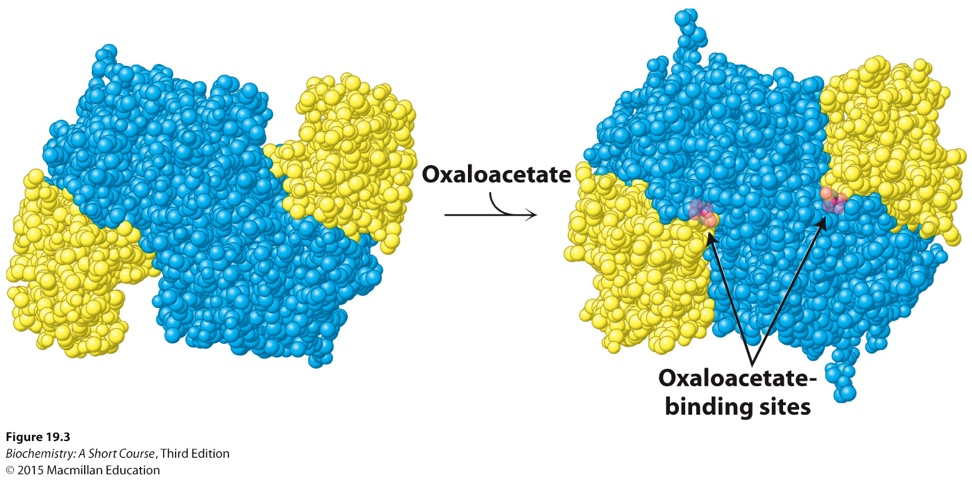 Oxaloacetate
Oxaloacetate-
binding sites
Figure 19.3
Biochemistry: A Short Course, Third Edition
© 2015 Macmillan Education